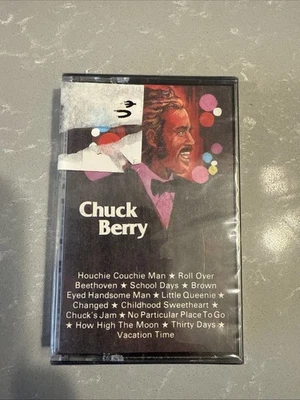 Chuck
Berry
Houchie Couchie Man ★ Roll Over
Beethoven ★ School Days ★ Brown
Eyed Handsome Man ★ Little Queenie ★
Changed ★ Childhood Sweetheart ★
Chuck's Jam ★ No Particular Place To Go
★ How High The Moon ★ Thirty Days ★
Vacation Time